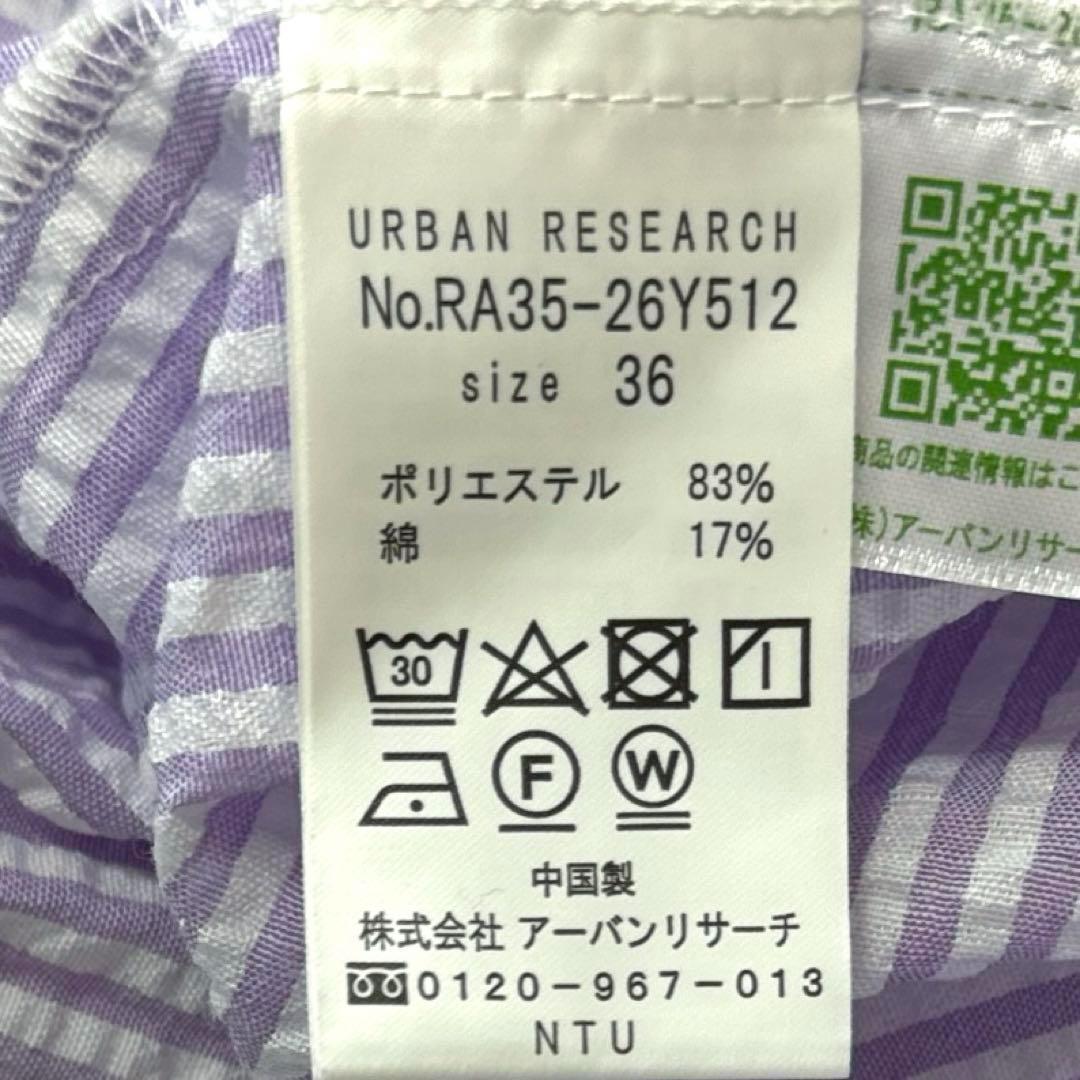 URBAN RESEARCH
No.RA35-26Y512
size 36
ポリエステル 83%
綿 17%
30
F
W
中国製
株式会社 アーバンリサーチ
0120-967-013
NTU
商品の関連情報はこ
株)アーバンリサー